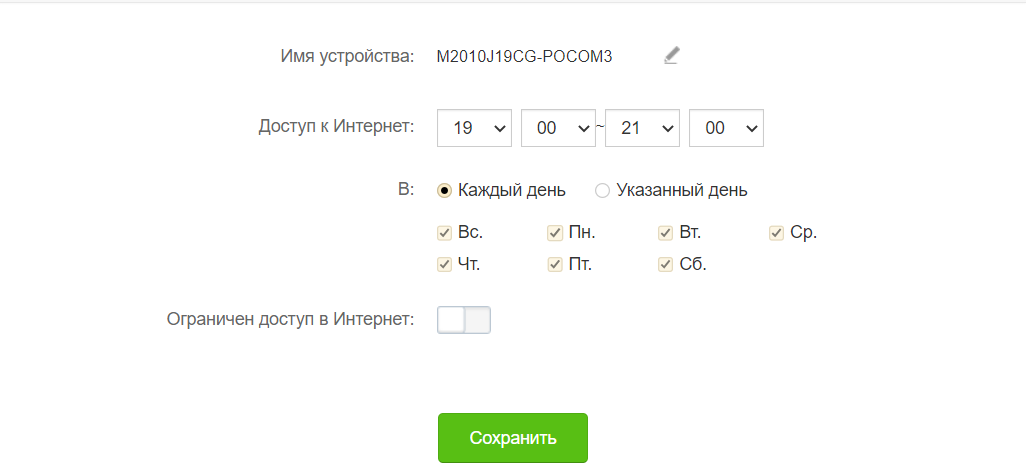 Имя устройства: M2010J19CG-POCOM3
Доступ к Интернет: 19 00 ~ 21 00
В: Каждый день Указанный день
Вс. Пн. Вт. Ср.
Чт. Пт. Сб.
Ограничен доступ в Интернет:
Сохранить